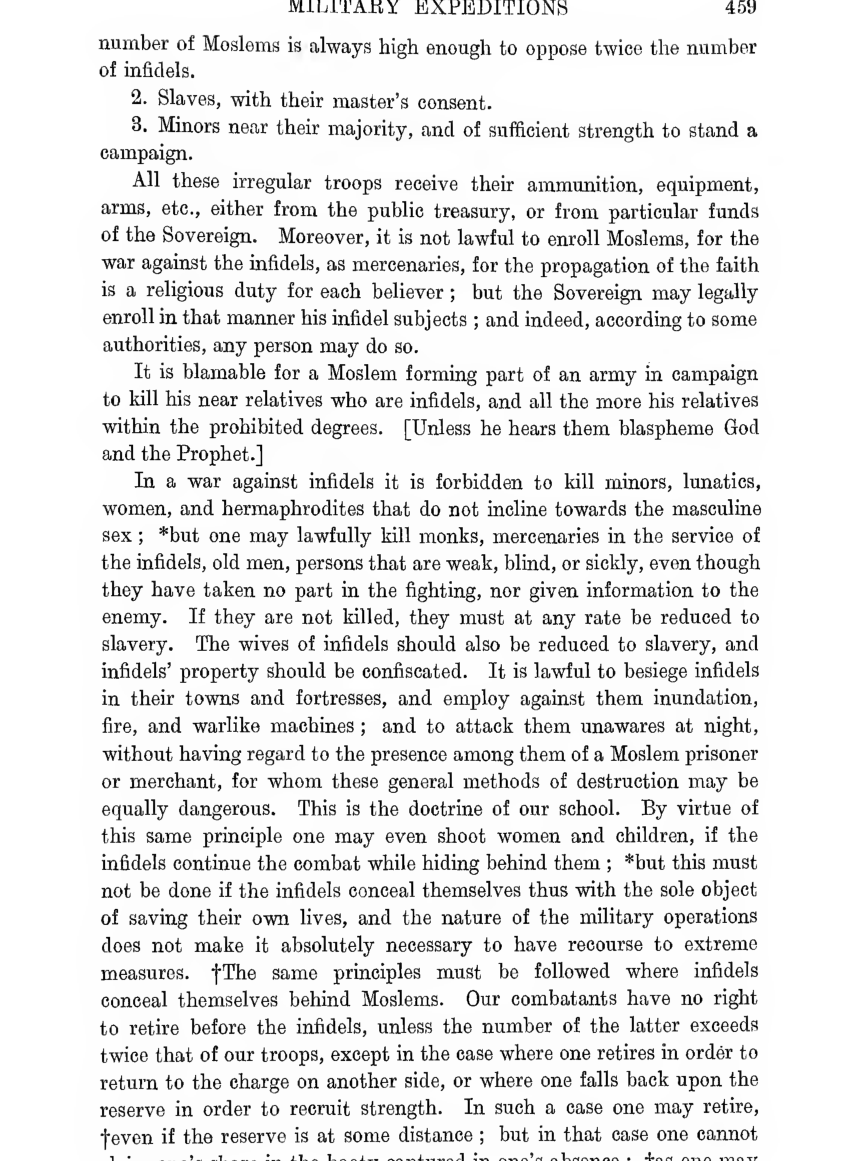 MILITARY EXPEDITIONS 459
number of Moslems is always high enough to oppose twice the number
of infidels.
2. Slaves, with their master's consent.
3. Minors near their majority, and of sufficient strength to stand a
campaign.
All these irregular troops receive their ammunition, equipment,
arms, etc., either from the public treasury, or from particular funds
of the Sovereign. Moreover, it is not lawful to enroll Moslems, for the
war against the infidels, as mercenaries, for the propagation of the faith
is a religious duty for each believer ; but the Sovereign may legally
enroll in that manner his infidel subjects ; and indeed, according to some
authorities, any person may do so.
It is blamable for a Moslem forming part of an army in campaign
to kill his near relatives who are infidels, and all the more his relatives
within the prohibited degrees. [Unless he hears them blaspheme God
and the Prophet.]
In a war against infidels it is forbidden to kill minors, lunatics,
women, and hermaphrodites that do not incline towards the masculine
sex ; *but one may lawfully kill monks, mercenaries in the service of
the infidels, old men, persons that are weak, blind, or sickly, even though
they have taken no part in the fighting, nor given information to the
enemy. If they are not killed, they must at any rate be reduced to
slavery. The wives of infidels should also be reduced to slavery, and
infidels' property should be confiscated. It is lawful to besiege infidels
in their towns and fortresses, and employ against them inundation,
fire, and warlike machines ; and to attack them unawares at night,
without having regard to the presence among them of a Moslem prisoner
or merchant, for whom these general methods of destruction may be
equally dangerous. This is the doctrine of our school. By virtue of
this same principle one may even shoot women and children, if the
infidels continue the combat while hiding behind them ; *but this must
not be done if the infidels conceal themselves thus with the sole object
of saving their own lives, and the nature of the military operations
does not make it absolutely necessary to have recourse to extreme
measures. †The same principles must be followed where infidels
conceal themselves behind Moslems. Our combatants have no right
to retire before the infidels, unless the number of the latter exceeds
twice that of our troops, except in the case where one retires in order to
return to the charge on another side, or where one falls back upon the
reserve in order to recruit strength. In such a case one may retire,
†even if the reserve is at some distance ; but in that case one cannot